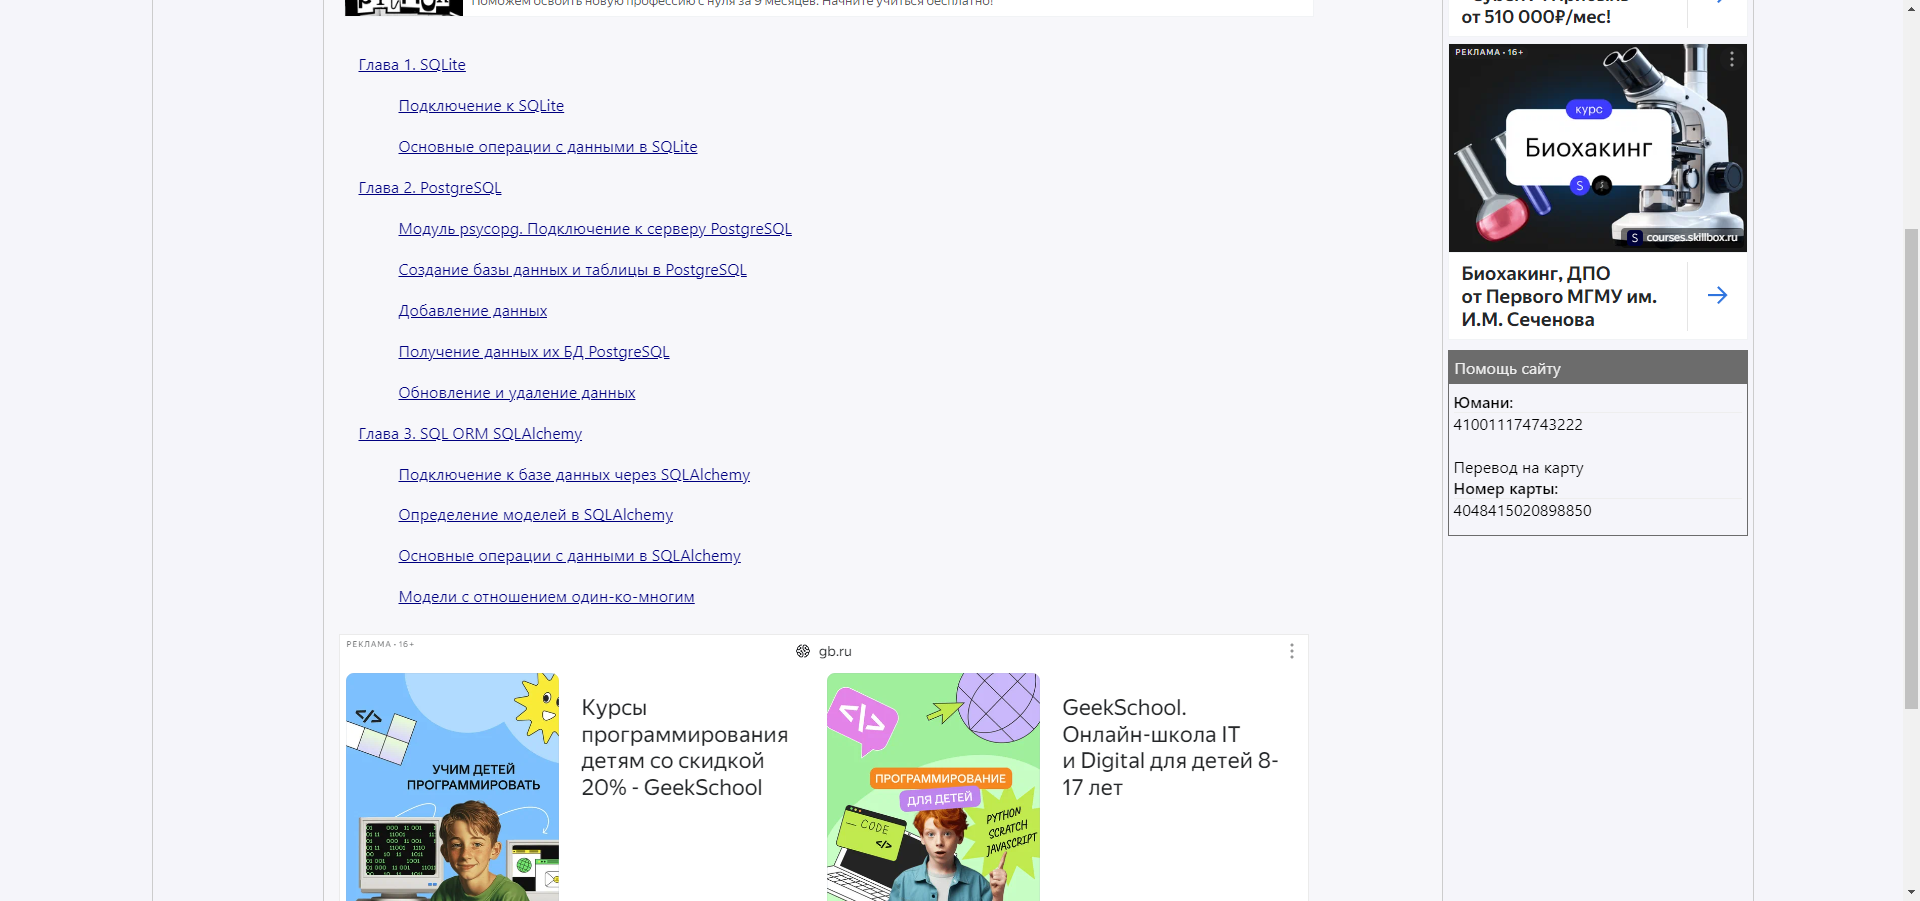 Поможем освоить новую профессию с нуля за 9 месяцев. Начните учиться бесплатно!
Глава 1. SQLite
Подключение к SQLite
Основные операции с данными в SQLite
Глава 2. PostgreSQL
Модуль psycopg. Подключение к серверу PostgreSQL
Создание базы данных и таблицы в PostgreSQL
Добавление данных
Получение данных их БД PostgreSQL
Обновление и удаление данных
Глава 3. SQL ORM SQLAlchemy
Подключение к базе данных через SQLAlchemy
Определение моделей в SQLAlchemy
Основные операции с данными в SQLAlchemy
Модели с отношением один-ко-многим
РЕКЛАМА • 16+
gb.ru
</>
УЧИМ ДЕТЕЙ
ПРОГРАММИРОВАТЬ
Курсы
программирования
детям со скидкой
20% - GeekSchool
</>
ПРОГРАММИРОВАНИЕ
ДЛЯ ДЕТЕЙ
CODE
</>
PYTHON
SCRATCH
JAVASCRIPT
GeekSchool.
Онлайн-школа IT
и Digital для детей 8-
17 лет
от 510 000₽/мес!
РЕКЛАМА • 16+
курс
Биохакинг
S
S courses.skillbox.ru
Биохакинг, ДПО
от Первого МГМУ им.
И.М. Сеченова
Помощь сайту
Юмани:
410011174743222
Перевод на карту
Номер карты:
4048415020898850